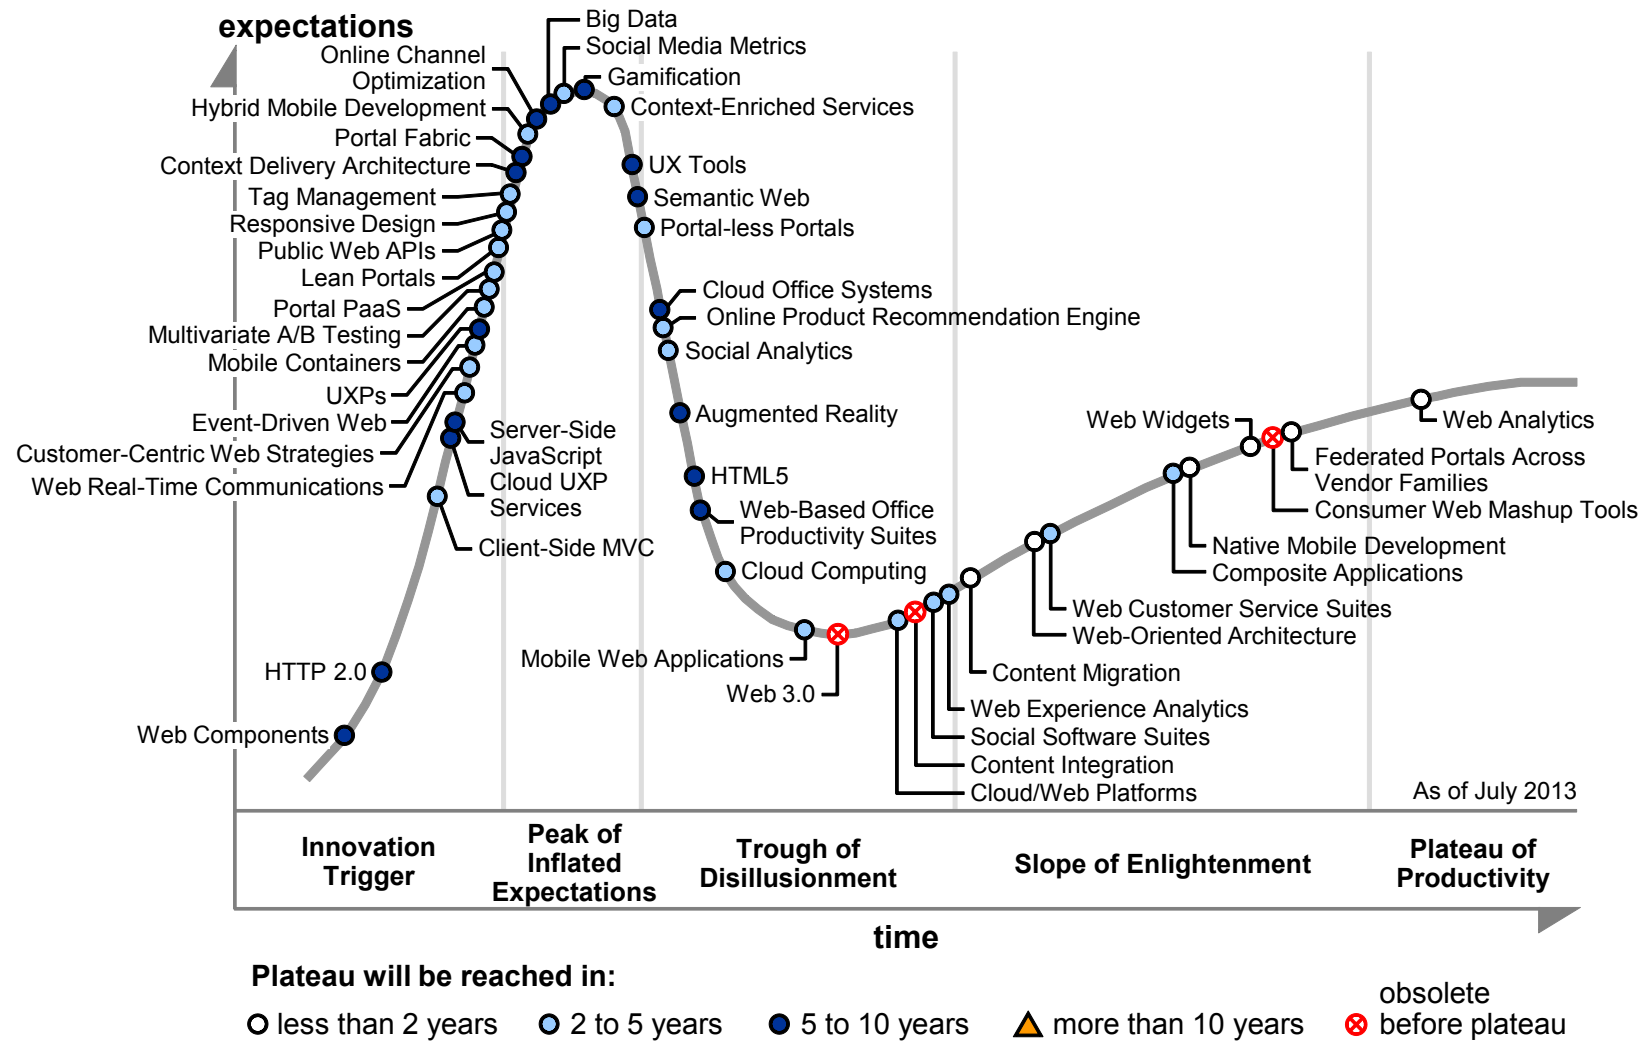 expectations
Big Data
Social Media Metrics
Online Channel
Optimization
Gamification
Hybrid Mobile Development
Context-Enriched Services
Portal Fabric
Context Delivery Architecture
UX Tools
Tag Management
Semantic Web
Responsive Design
Portal-less Portals
Public Web APIs
Lean Portals
Cloud Office Systems
Portal PaaS
Online Product Recommendation Engine
Multivariate A/B Testing
Social Analytics
Mobile Containers
UXPs
Augmented Reality
Event-Driven Web
Server-Side
JavaScript
Customer-Centric Web Strategies
Web Real-Time Communications
Cloud UXP
Services
HTML5
Web-Based Office
Productivity Suites
Client-Side MVC
Cloud Computing
Web Widgets
Web Analytics
Federated Portals Across
Vendor Families
Consumer Web Mashup Tools
Native Mobile Development
Composite Applications
Web Customer Service Suites
Web-Oriented Architecture
Mobile Web Applications
Content Migration
HTTP 2.0
Web 3.0
Web Experience Analytics
Web Components
Social Software Suites
Content Integration
Cloud/Web Platforms
As of July 2013
Innovation
Trigger
Peak of
Inflated
Expectations
Trough of
Disillusionment
Slope of Enlightenment
Plateau of
Productivity
time
Plateau will be reached in:
less than 2 years
2 to 5 years
5 to 10 years
more than 10 years
obsolete
before plateau